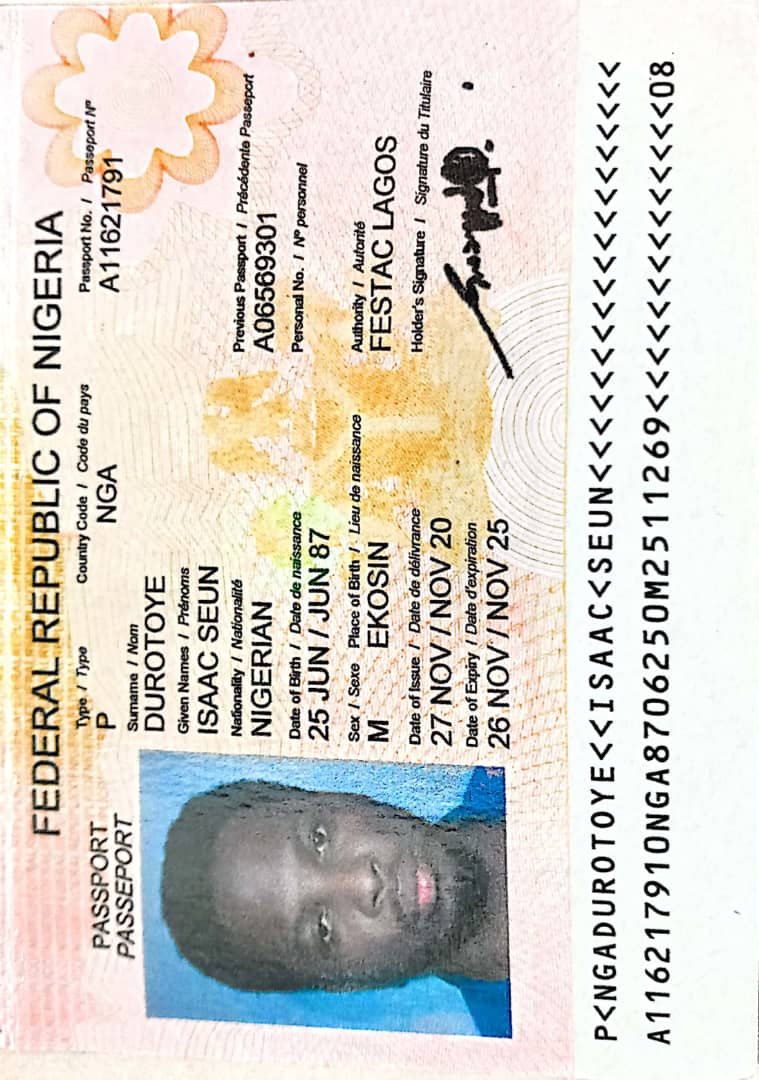 FEDERAL REPUBLIC OF NIGERIA
PASSPORT
PASSEPORT
Type / Type Country Code / Code du pays Passport No. / Passeport Nº
P NGA A11621791
Surname / Nom
DUROTOYE
Given Names / Prénoms
ISAAC SEUN
Nationality / Nationalité Previous Passport / Précédente Passeport
NIGERIAN A06569301
Date of Birth / Date de naissance Personal No. / Nº personnel
25 JUN / JUN 87
Sex / Sexe Place of Birth / Lieu de naissance Authority / Autorité
M EKOSIN FESTAC LAGOS
Date of Issue / Date de délivrance Holder's Signature / Signature du Titulaire
27 NOV / NOV 20
Date of Expiry / Date d'expiration
26 NOV / NOV 25
P<NGADUROTOYE<<ISAAC<SEUN<<<<<<<<<<<<<<<<<<<
A116217910NGA8706250M2511269<<<<<<<<<<<<<<08